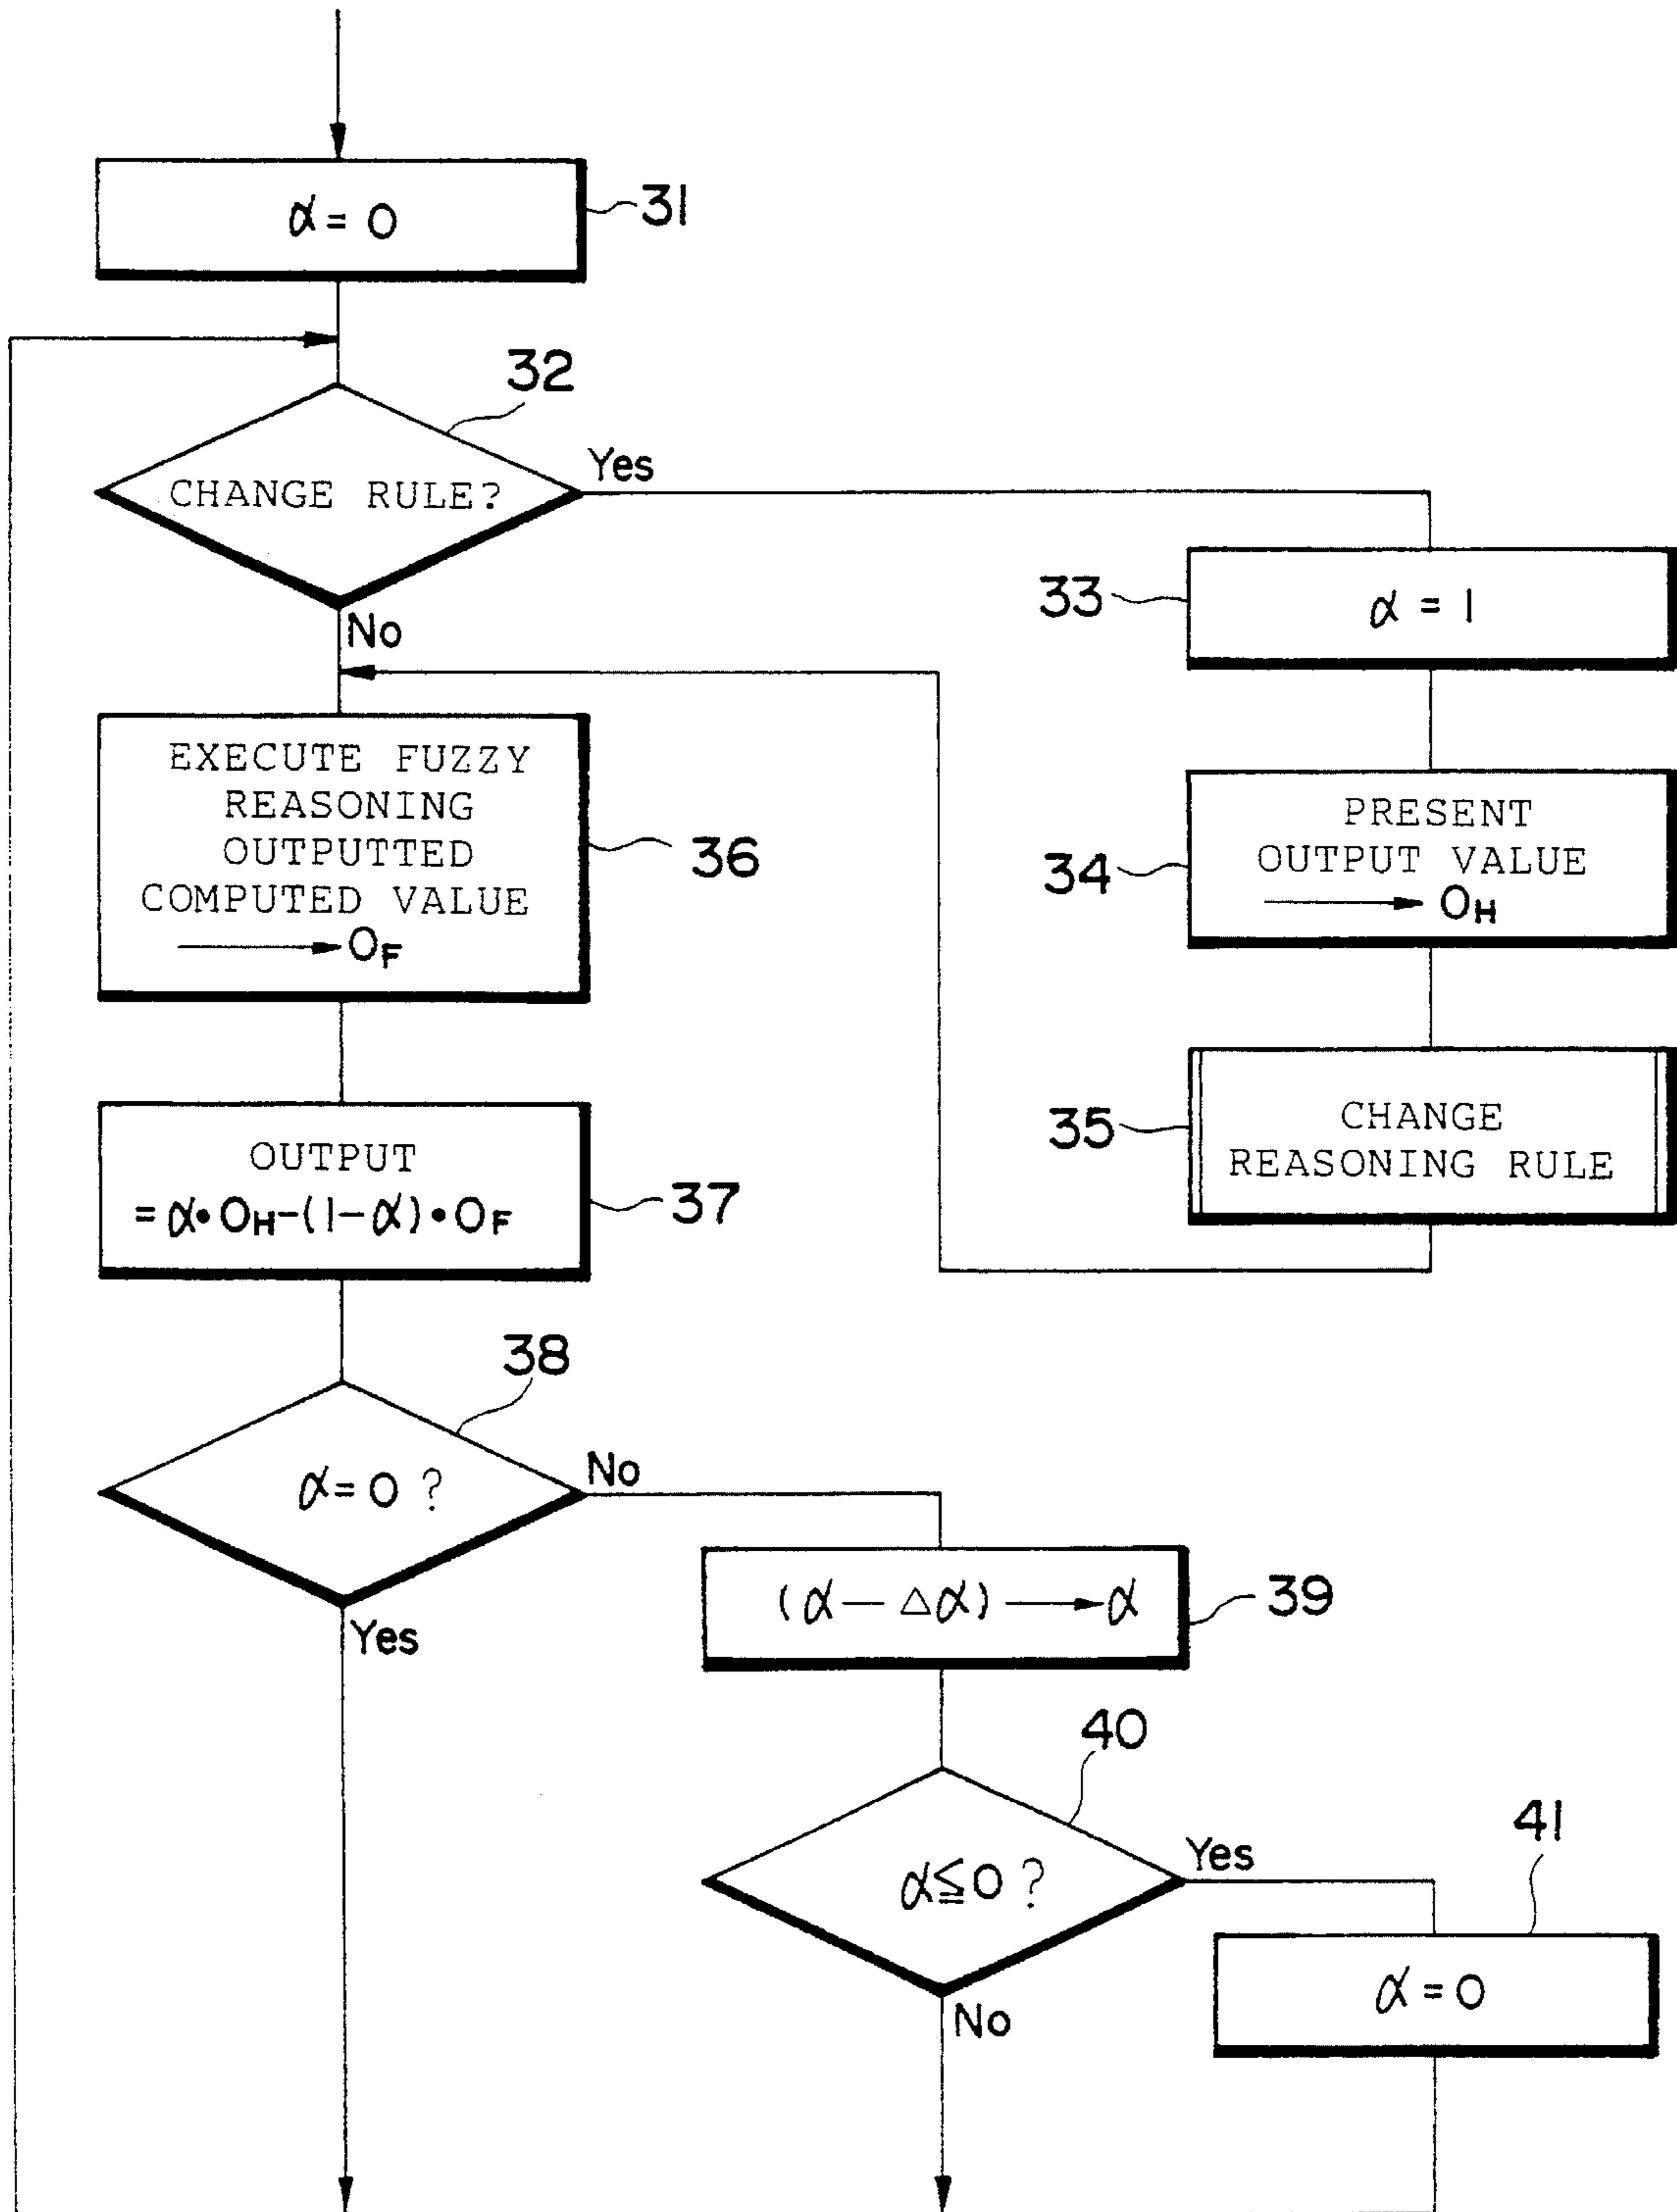 α = 0
31
32
CHANGE RULE?
Yes
No
33
α = 1
34
PRESENT
OUTPUT VALUE
→ OH
35
CHANGE
REASONING RULE
EXECUTE FUZZY
REASONING
OUTPUTTED
COMPUTED VALUE
→ OF
36
OUTPUT
= α•OH-(1-α)•OF
37
38
α = 0 ?
No
Yes
(α - △α) → α
39
40
α ≦ 0 ?
Yes
No
41
α = 0